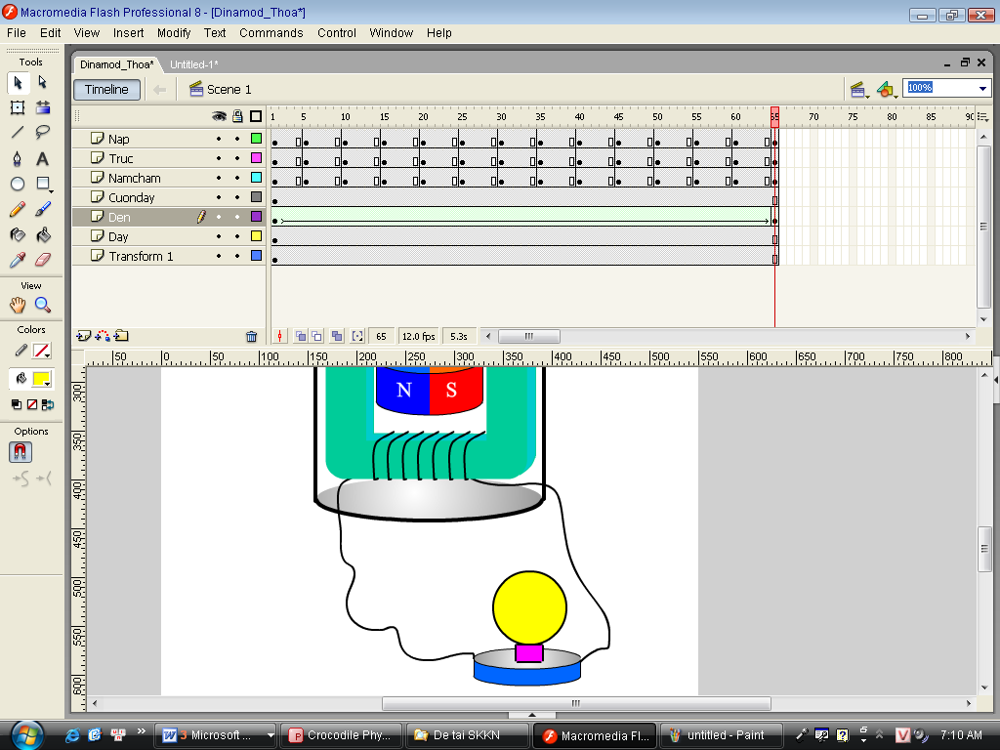 Macromedia Flash Professional 8 - [Dinamod_Thoa*]
File Edit View Insert Modify Text Commands Control Window Help
Tools
Dinamod_Thoa* Untitled-1*
Timeline Scene 1 100%
1 5 10 15 20 25 30 35 40 45 50 55 60 65 70 75 80 85 90
Nap
Truc
Namcham
Cuonday
Den
Day
Transform 1
View
Colors
Options
65 12.0 fps 5.3s
50 0 50 100 150 200 250 300 350 400 450 500 550 600 650 700 750 800
300
350
400
450
500
550
600
N S
3 Microsoft ... Crocodile Phy... De tai SKKN Macromedia Fl... untitled - Paint 7:10 AM